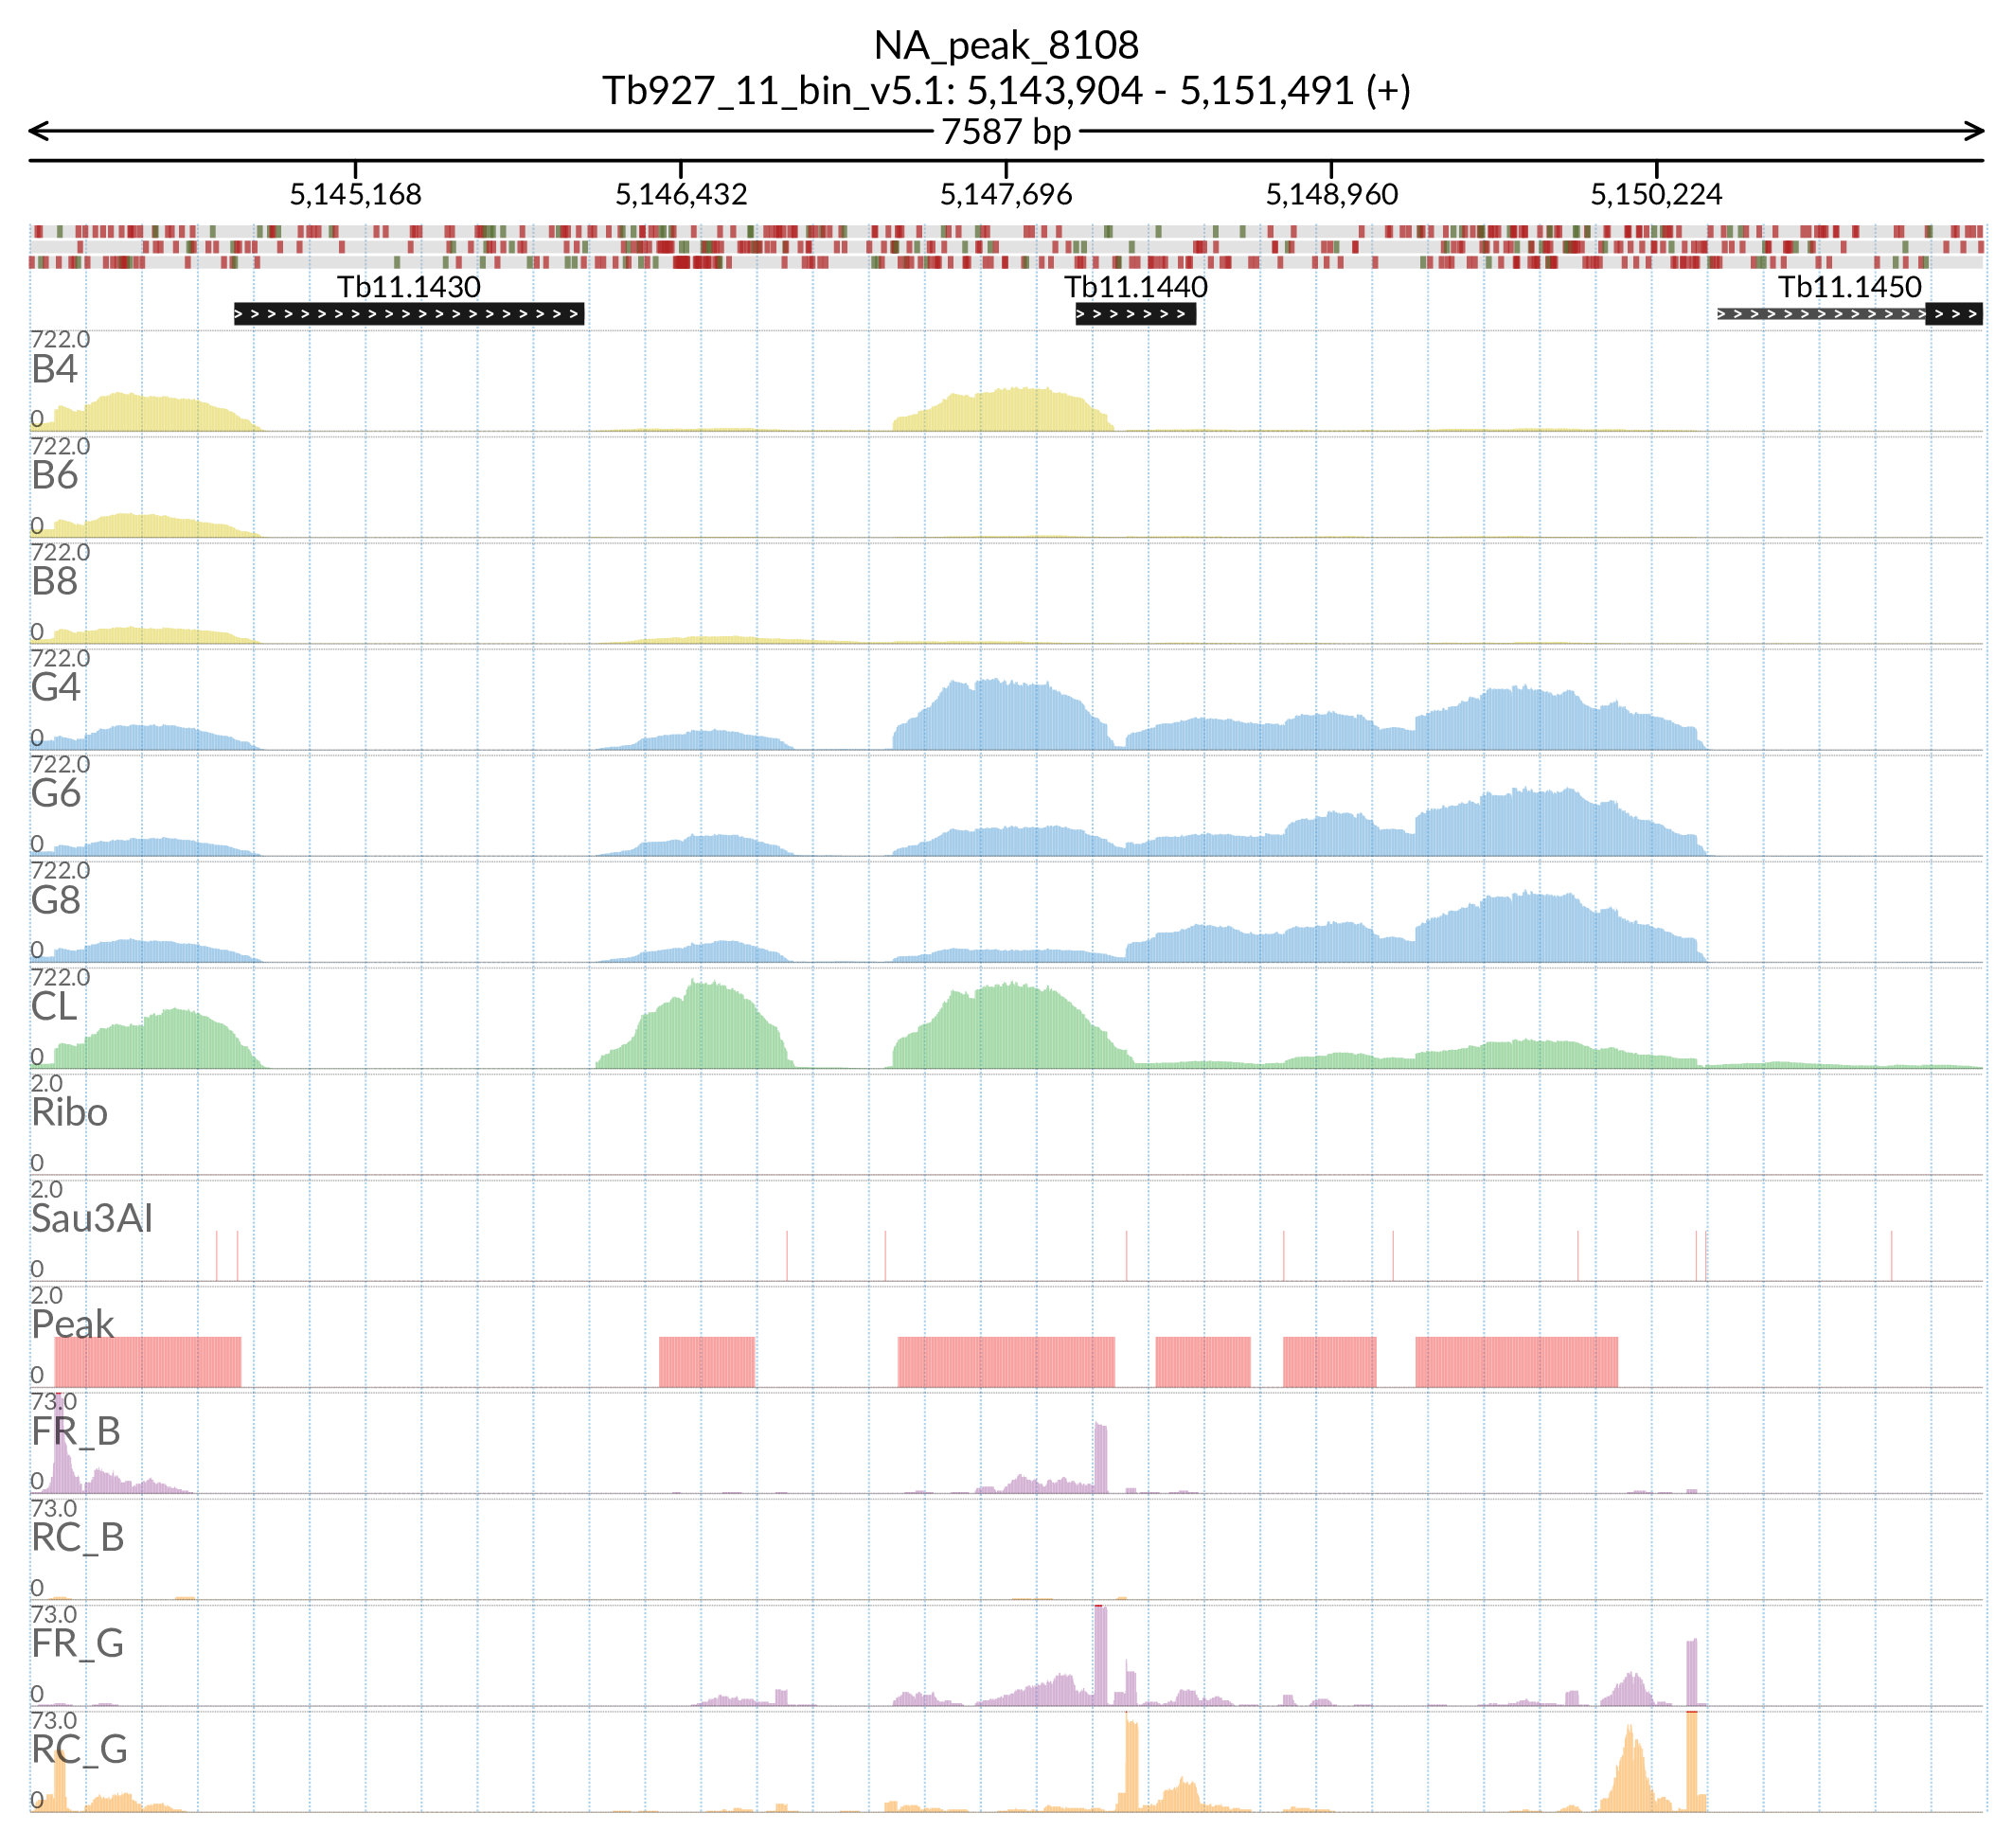 NA_peak_8108
Tb927_11_bin_v5.1: 5,143,904 - 5,151,491 (+)
7587 bp
5,145,168 5,146,432 5,147,696 5,148,960 5,150,224
Tb11.1430 Tb11.1440 Tb11.1450
722.0
B4
0
722.0
B6
0
722.0
B8
0
722.0
G4
0
722.0
G6
0
722.0
G8
0
722.0
CL
0
2.0
Ribo
0
2.0
Sau3AI
0
2.0
Peak
0
73.0
FR_B
0
73.0
RC_B
0
73.0
FR_G
0
73.0
RC_G
0